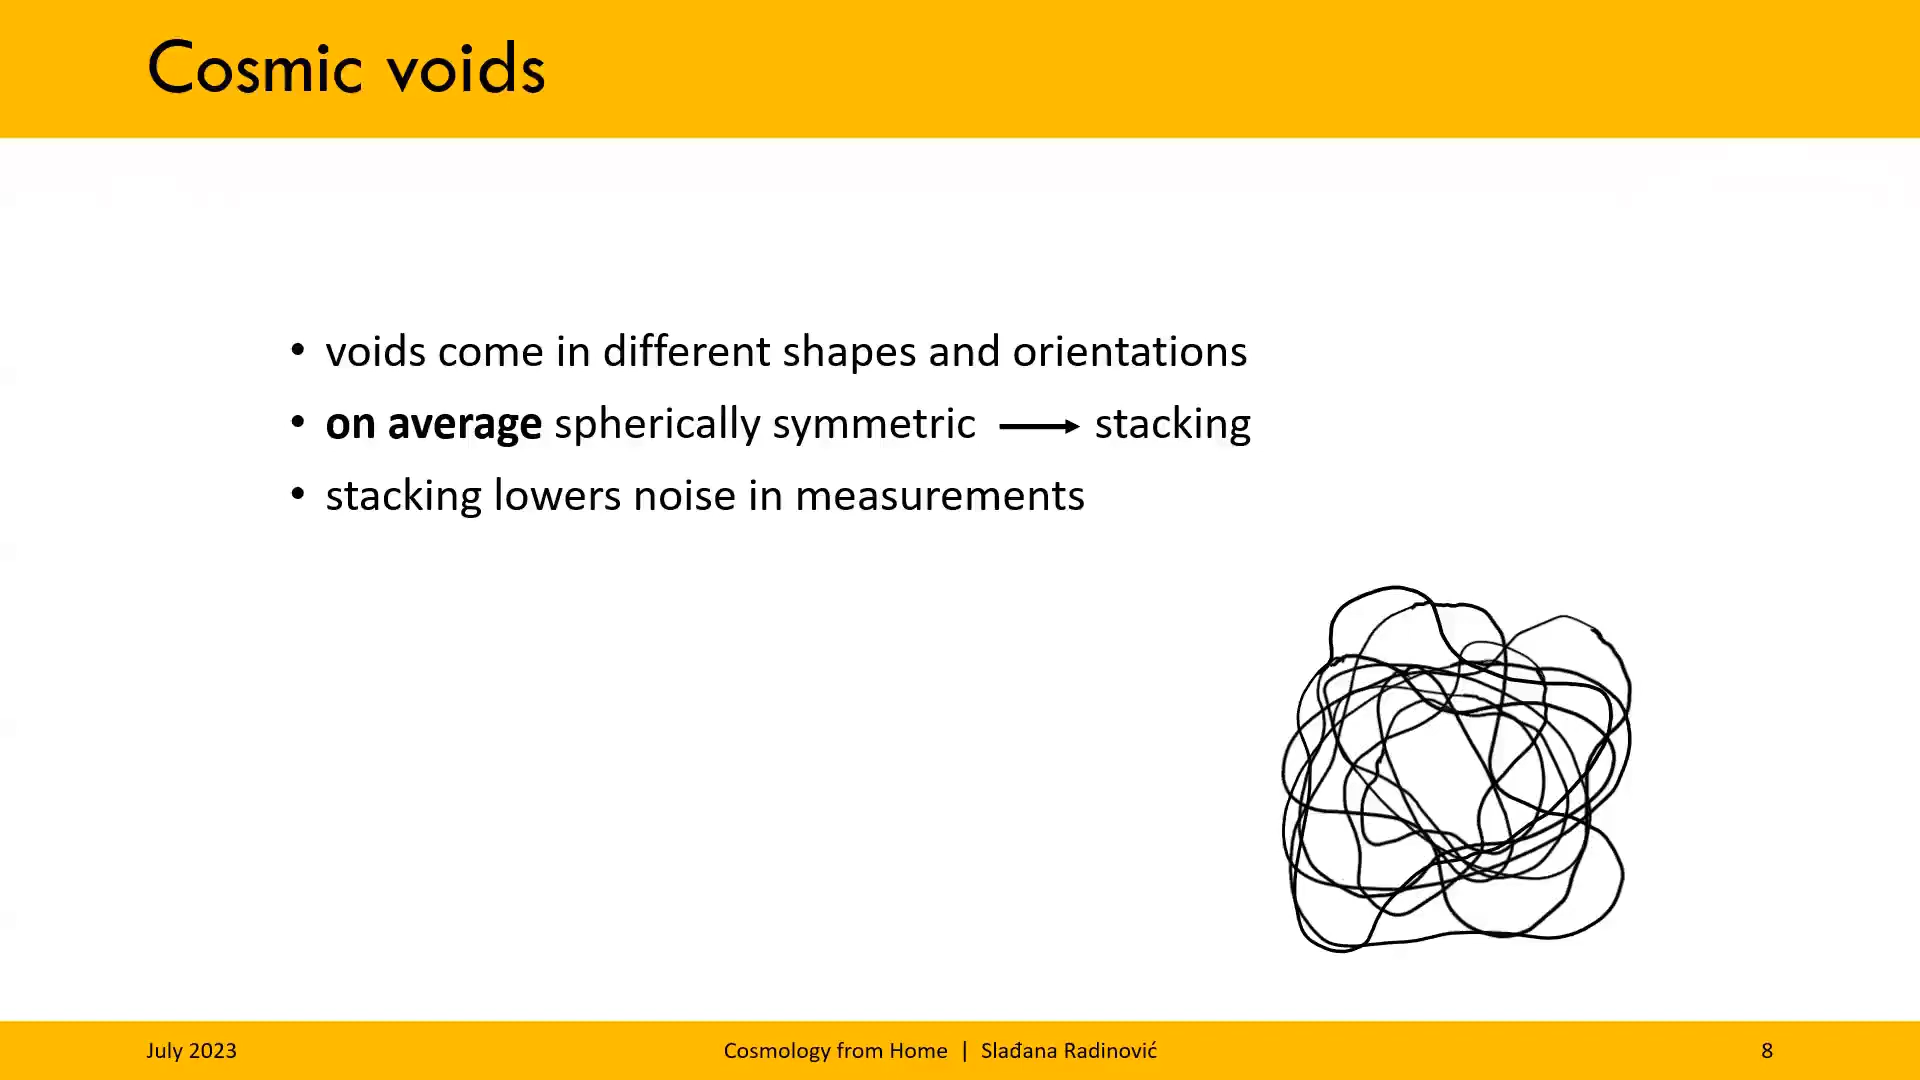 Cosmic voids
• voids come in different shapes and orientations
• on average spherically symmetric ⟶ stacking
• stacking lowers noise in measurements
July 2023
Cosmology from Home | Slađana Radinović
8